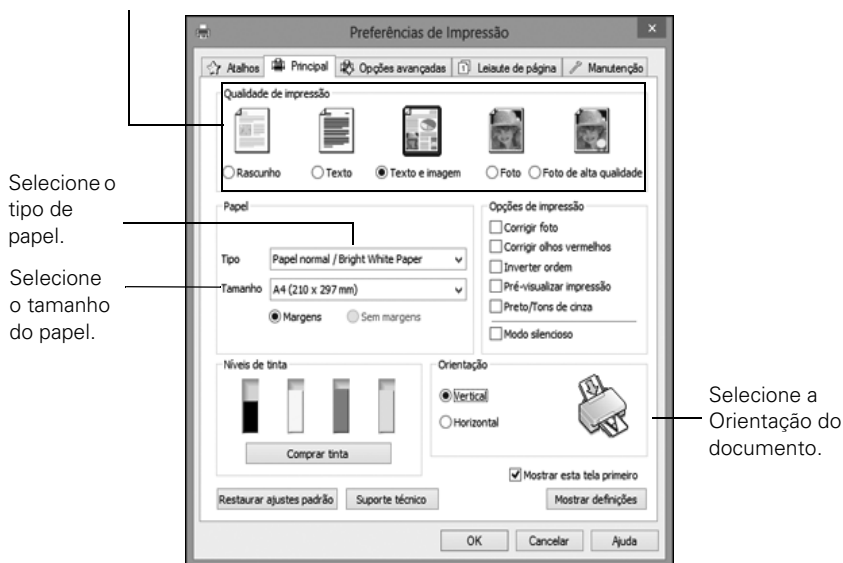 Preferências de Impressão
Atalhos Principal Opções avançadas Leiaute de página Manutenção
Qualidade de impressão
Rascunho Texto Texto e imagem Foto Foto de alta qualidade
Selecione o
tipo de
papel.
Selecione
o tamanho
do papel.
Papel
Tipo Papel normal / Bright White Paper
Tamanho A4 (210 x 297 mm)
Margens Sem margens
Opções de impressão
Corrigir foto
Corrigir olhos vermelhos
Inverter ordem
Pré-visualizar impressão
Preto/Tons de cinza
Modo silencioso
Níveis de tinta
Comprar tinta
Orientação
Vertical
Horizontal
Selecione a
Orientação do
documento.
Mostrar esta tela primeiro
Restaurar ajustes padrão Suporte técnico Mostrar definições
OK Cancelar Ajuda